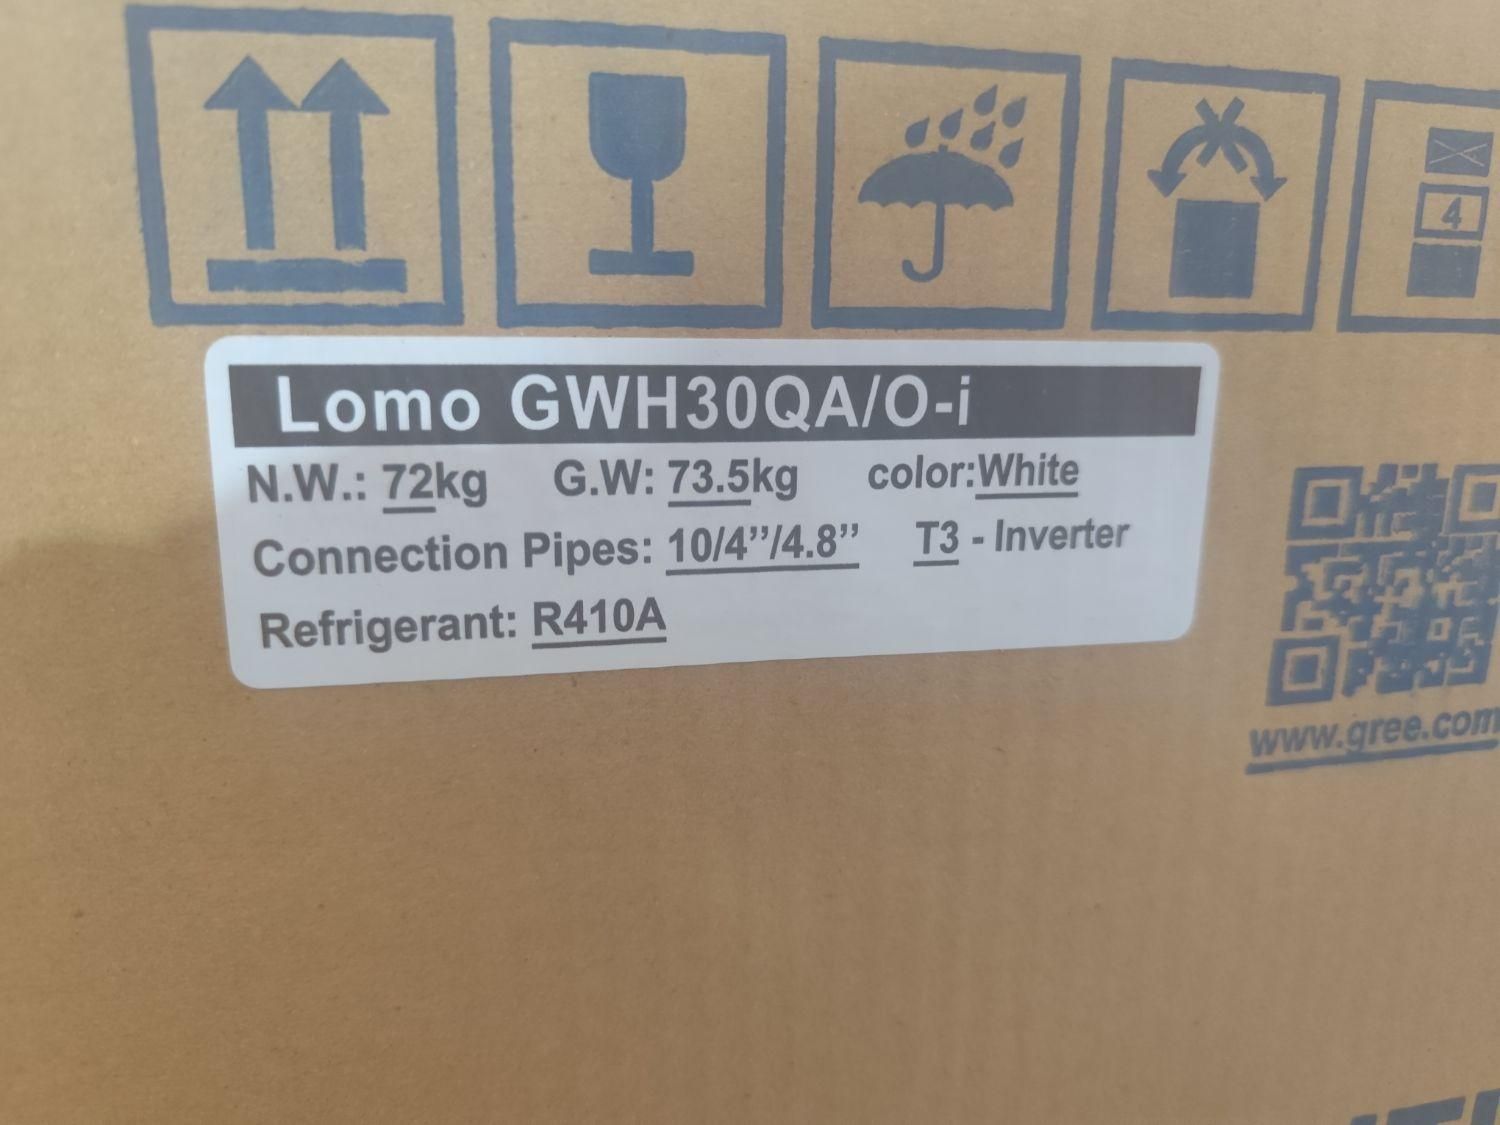 4
Lomo GWH30QA/O-i
N.W.: 72kg G.W: 73.5kg color:White
Connection Pipes: 10/4”/4.8” T3 - Inverter
Refrigerant: R410A
www.gree.com